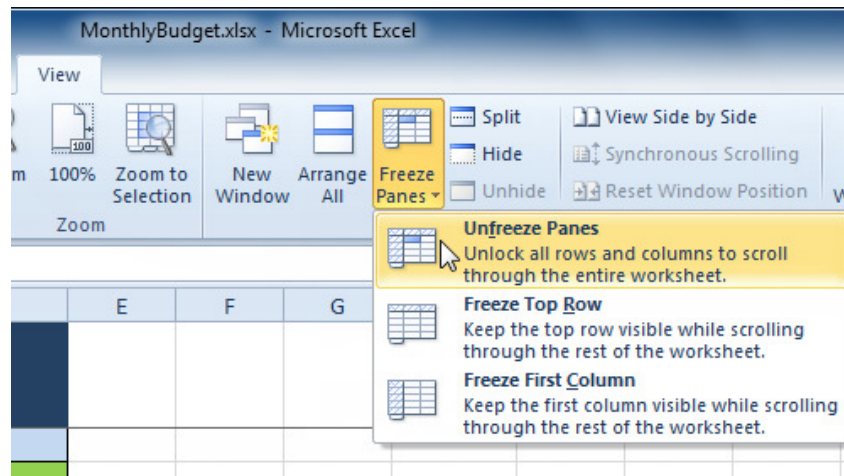 MonthlyBudget.xlsx - Microsoft Excel
View
100
m 100% Zoom to Selection New Window Arrange All Freeze Panes
Split
Hide
Unhide
View Side by Side
Synchronous Scrolling
Reset Window Position
W
Zoom
Unfreeze Panes
Unlock all rows and columns to scroll
through the entire worksheet.
Freeze Top Row
Keep the top row visible while scrolling
through the rest of the worksheet.
Freeze First Column
Keep the first column visible while scrolling
through the rest of the worksheet.
E F G